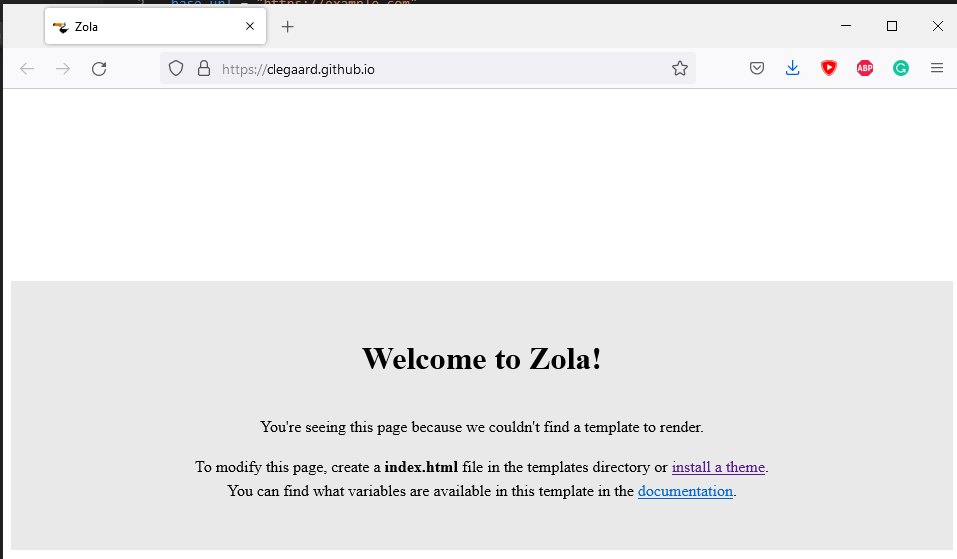 base_url = "https://example.com"
Zola
https://clegaard.github.io
ABP
Welcome to Zola!
You're seeing this page because we couldn't find a template to render.
To modify this page, create a index.html file in the templates directory or install a theme.
You can find what variables are available in this template in the documentation.